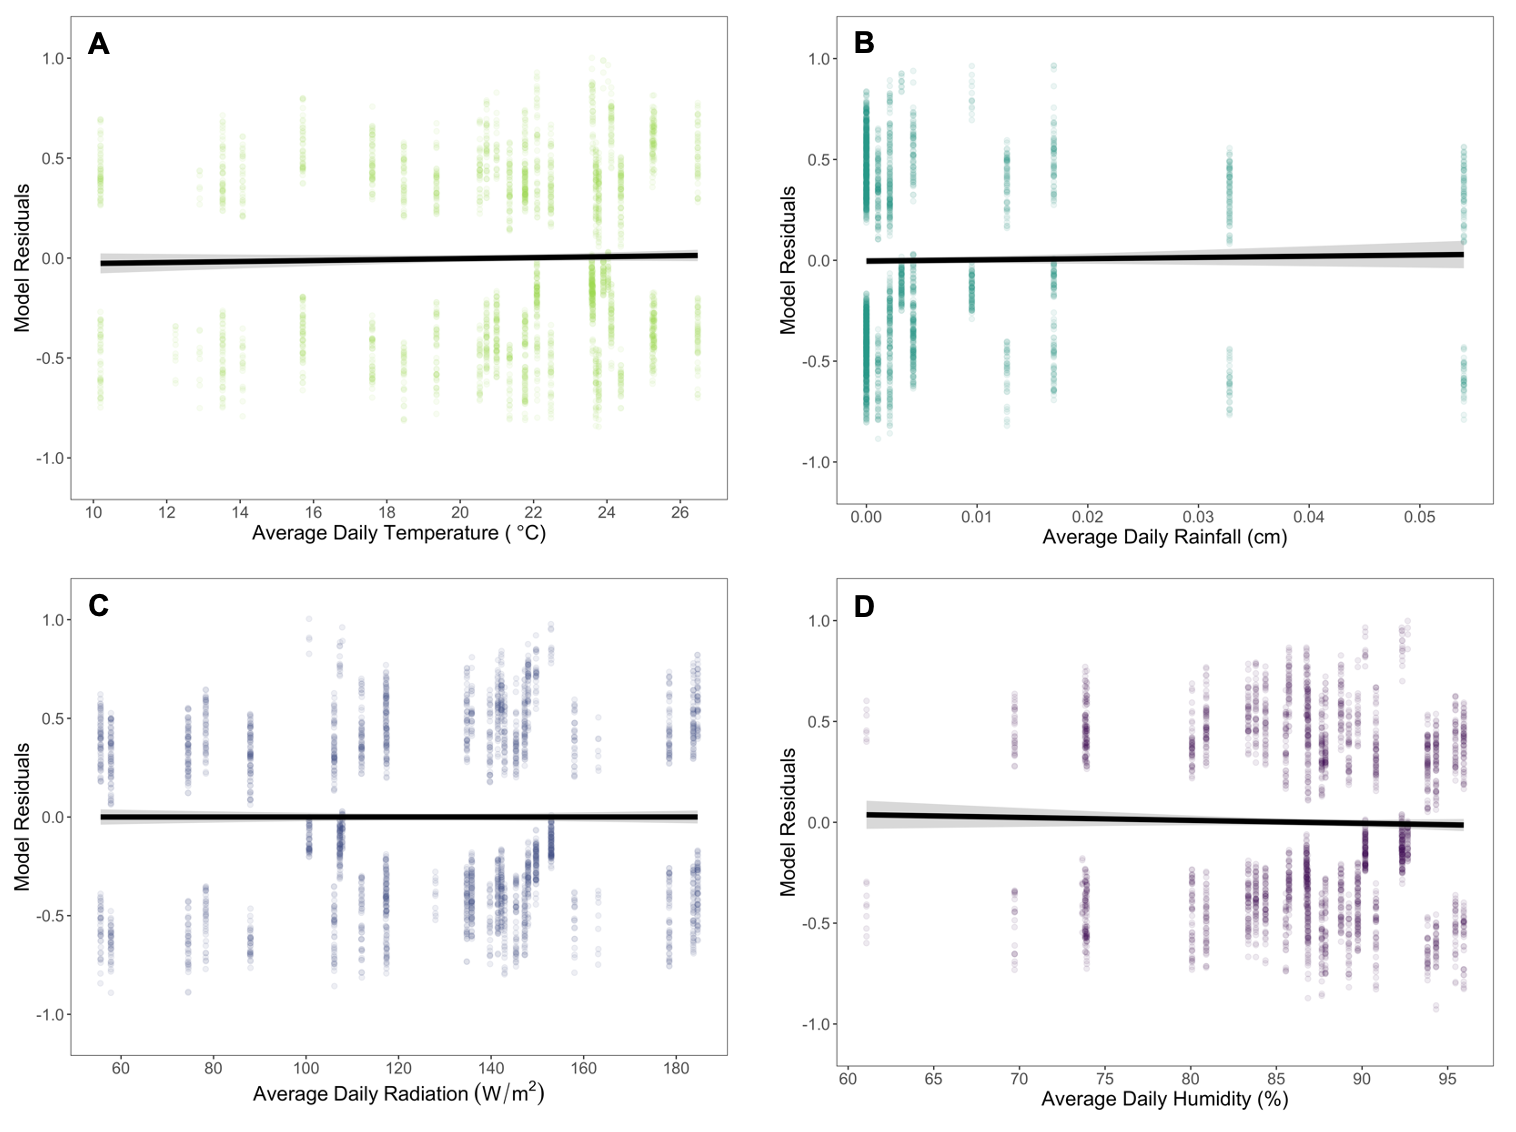 A
1.0
0.5
0.0
-0.5
-1.0
Model Residuals
10 12 14 16 18 20 22 24 26
Average Daily Temperature ( °C)
B
1.0
0.5
0.0
-0.5
-1.0
Model Residuals
0.00 0.01 0.02 0.03 0.04 0.05
Average Daily Rainfall (cm)
C
1.0
0.5
0.0
-0.5
-1.0
Model Residuals
60 80 100 120 140 160 180
Average Daily Radiation (W/m²)
D
1.0
0.5
0.0
-0.5
-1.0
Model Residuals
60 65 70 75 80 85 90 95
Average Daily Humidity (%)